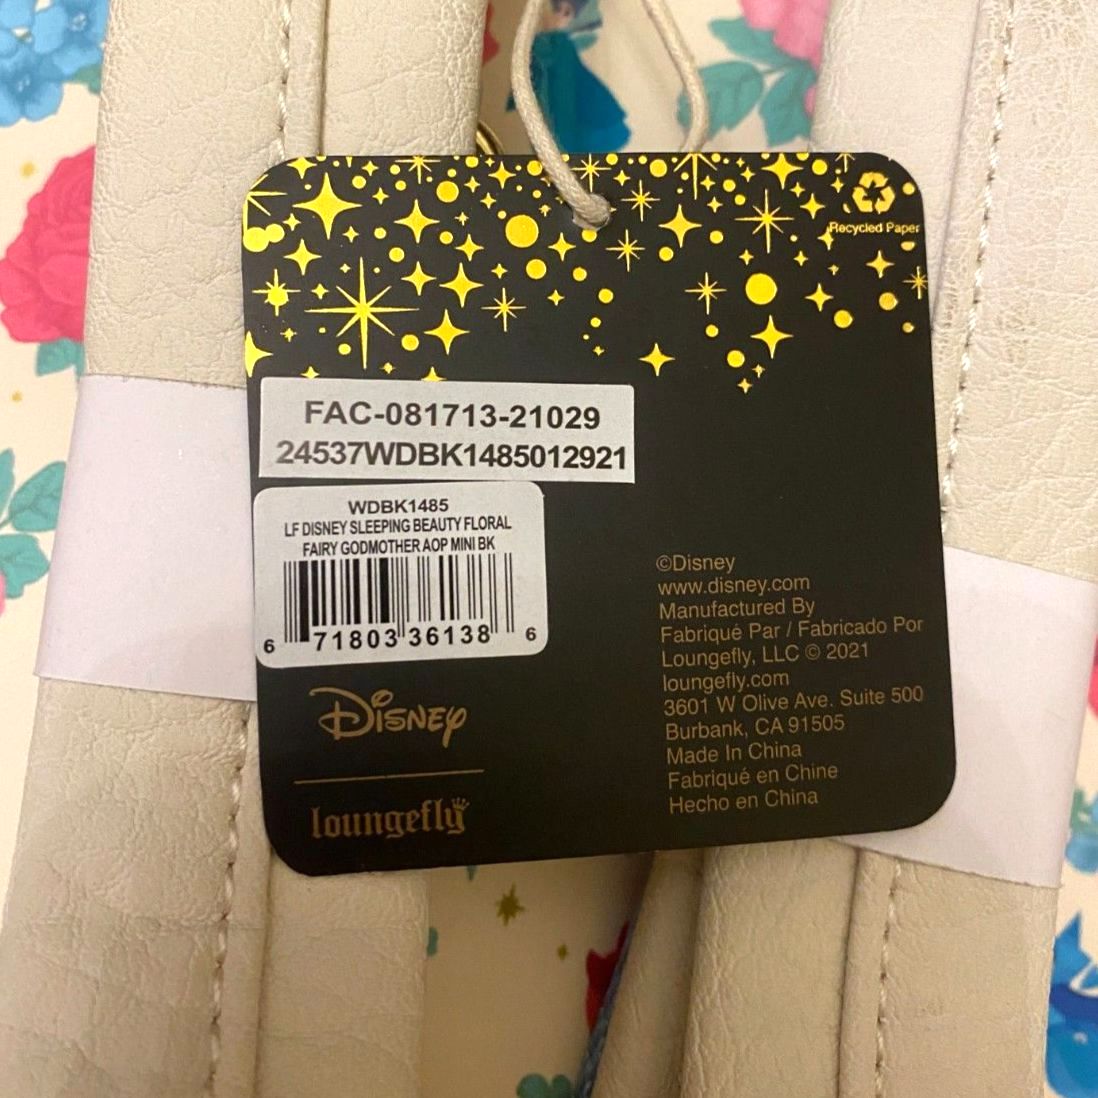 Recycled Paper
FAC-081713-21029
24537WDBK1485012921
WDBK1485
LF DISNEY SLEEPING BEAUTY FLORAL
FAIRY GODMOTHER AOP MINI BK
6 71803 36138 6
Disney
loungefly
©Disney
www.disney.com
Manufactured By
Fabriqué Par / Fabricado Por
Loungefly, LLC © 2021
loungefly.com
3601 W Olive Ave. Suite 500
Burbank, CA 91505
Made In China
Fabriqué en Chine
Hecho en China